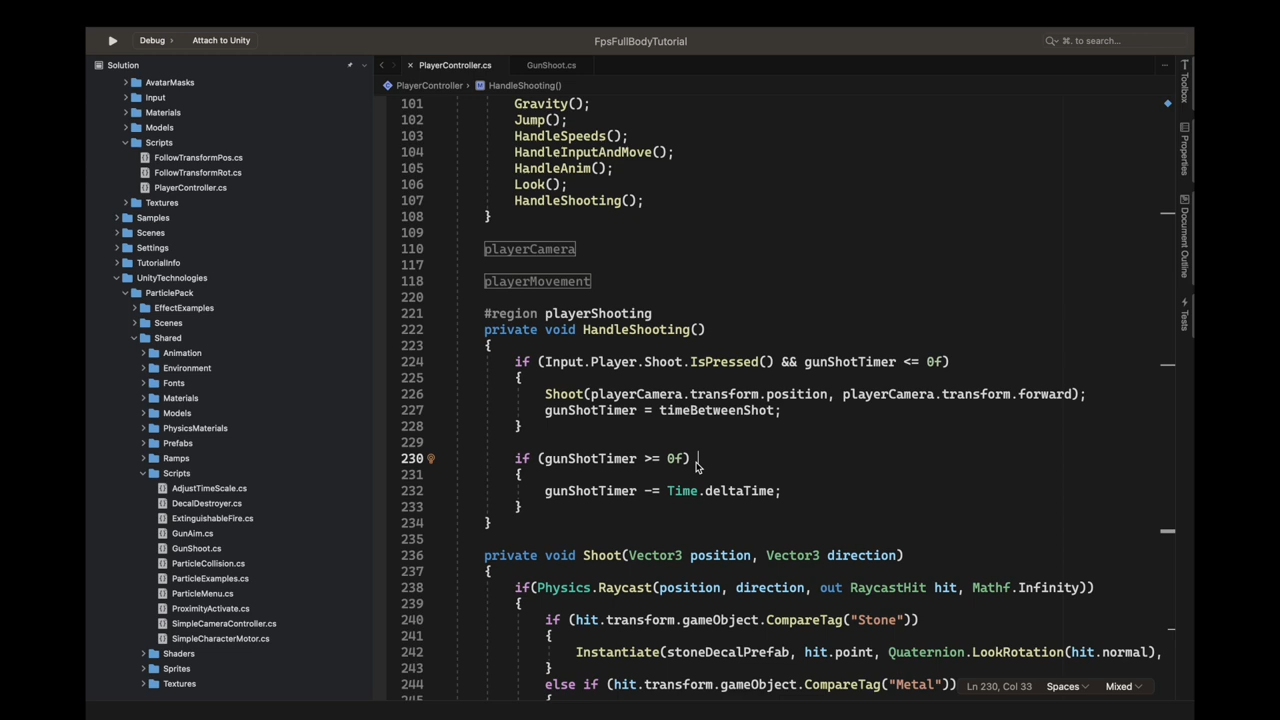 Debug
Attach to Unity
FpsFullBodyTutorial
⌘. to search...
Solution
AvatarMasks
Input
Materials
Models
Scripts
FollowTransformPos.cs
FollowTransformRot.cs
PlayerController.cs
Textures
Samples
Scenes
Settings
TutorialInfo
UnityTechnologies
ParticlePack
EffectExamples
Scenes
Shared
Animation
Environment
Fonts
Materials
Models
PhysicsMaterials
Prefabs
Ramps
Scripts
AdjustTimeScale.cs
DecalDestroyer.cs
ExtinguishableFire.cs
GunAim.cs
GunShoot.cs
ParticleCollision.cs
ParticleExamples.cs
ParticleMenu.cs
ProximityActivate.cs
SimpleCameraController.cs
SimpleCharacterMotor.cs
Shaders
Sprites
Textures
PlayerController.cs
GunShoot.cs
PlayerController › HandleShooting()
101 Gravity();
102 Jump();
103 HandleSpeeds();
104 HandleInputAndMove();
105 HandleAnim();
106 Look();
107 HandleShooting();
108 }
109
110 playerCamera
117
118 playerMovement
220
221 #region playerShooting
222 private void HandleShooting()
223 {
224 if (Input.Player.Shoot.IsPressed() && gunShotTimer <= 0f)
225 {
226 Shoot(playerCamera.transform.position, playerCamera.transform.forward);
227 gunShotTimer = timeBetweenShot;
228 }
229
230 if (gunShotTimer >= 0f)
231 {
232 gunShotTimer -= Time.deltaTime;
233 }
234 }
235
236 private void Shoot(Vector3 position, Vector3 direction)
237 {
238 if(Physics.Raycast(position, direction, out RaycastHit hit, Mathf.Infinity))
239 {
240 if (hit.transform.gameObject.CompareTag("Stone"))
241 {
242 Instantiate(stoneDecalPrefab, hit.point, Quaternion.LookRotation(hit.normal),
243 }
244 else if (hit.transform.gameObject.CompareTag("Metal"))
245 {
Ln 230, Col 33
Spaces
Mixed
Toolbox
Properties
Document Outline
Tests